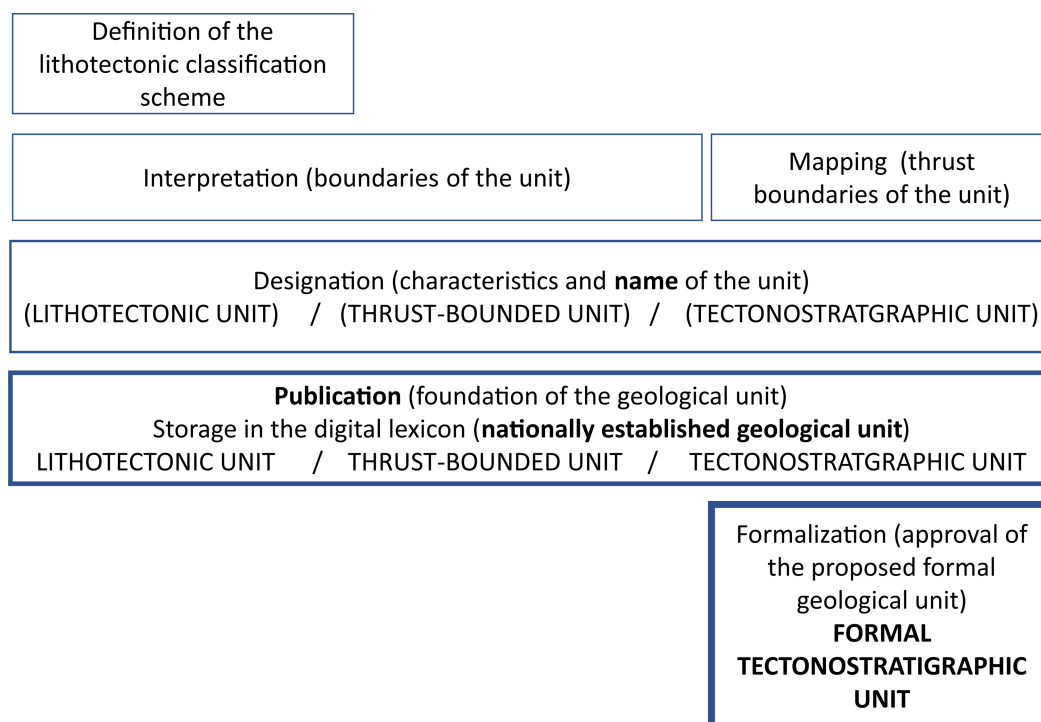 Definition of the
lithotectonic classification
scheme
Interpretation (boundaries of the unit)
Mapping (thrust
boundaries of the unit)
Designation (characteristics and name of the unit)
(LITHOTECTONIC UNIT) / (THRUST-BOUNDED UNIT) / (TECTONOSTRATGRAPHIC UNIT)
Publication (foundation of the geological unit)
Storage in the digital lexicon (nationally established geological unit)
LITHOTECTONIC UNIT / THRUST-BOUNDED UNIT / TECTONOSTRATGRAPHIC UNIT
Formalization (approval of
the proposed formal
geological unit)
FORMAL
TECTONOSTRATIGRAPHIC
UNIT